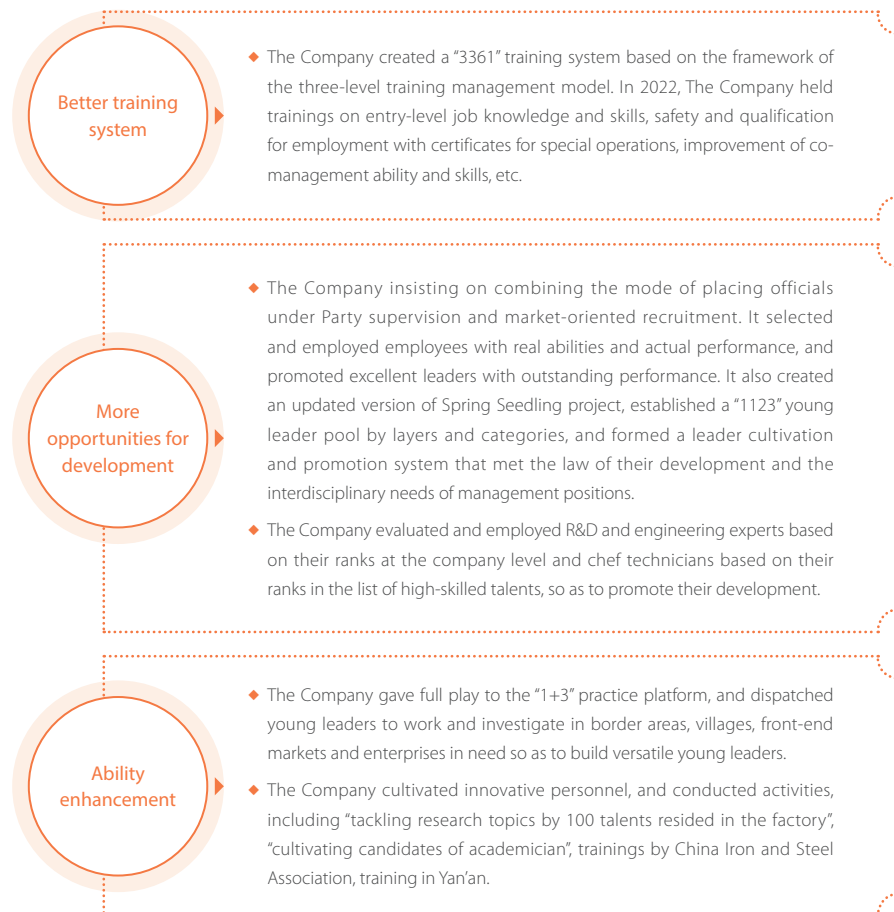 Better training
system
◆ The Company created a “3361” training system based on the framework of
the three-level training management model. In 2022, The Company held
trainings on entry-level job knowledge and skills, safety and qualification
for employment with certificates for special operations, improvement of co-
management ability and skills, etc.
More
opportunities for
development
◆ The Company insisting on combining the mode of placing officials
under Party supervision and market-oriented recruitment. It selected
and employed employees with real abilities and actual performance, and
promoted excellent leaders with outstanding performance. It also created
an updated version of Spring Seedling project, established a “1123” young
leader pool by layers and categories, and formed a leader cultivation
and promotion system that met the law of their development and the
interdisciplinary needs of management positions.
◆ The Company evaluated and employed R&D and engineering experts based
on their ranks at the company level and chef technicians based on their
ranks in the list of high-skilled talents, so as to promote their development.
Ability
enhancement
◆ The Company gave full play to the “1+3” practice platform, and dispatched
young leaders to work and investigate in border areas, villages, front-end
markets and enterprises in need so as to build versatile young leaders.
◆ The Company cultivated innovative personnel, and conducted activities,
including “tackling research topics by 100 talents resided in the factory”,
“cultivating candidates of academician”, trainings by China Iron and Steel
Association, training in Yan’an.